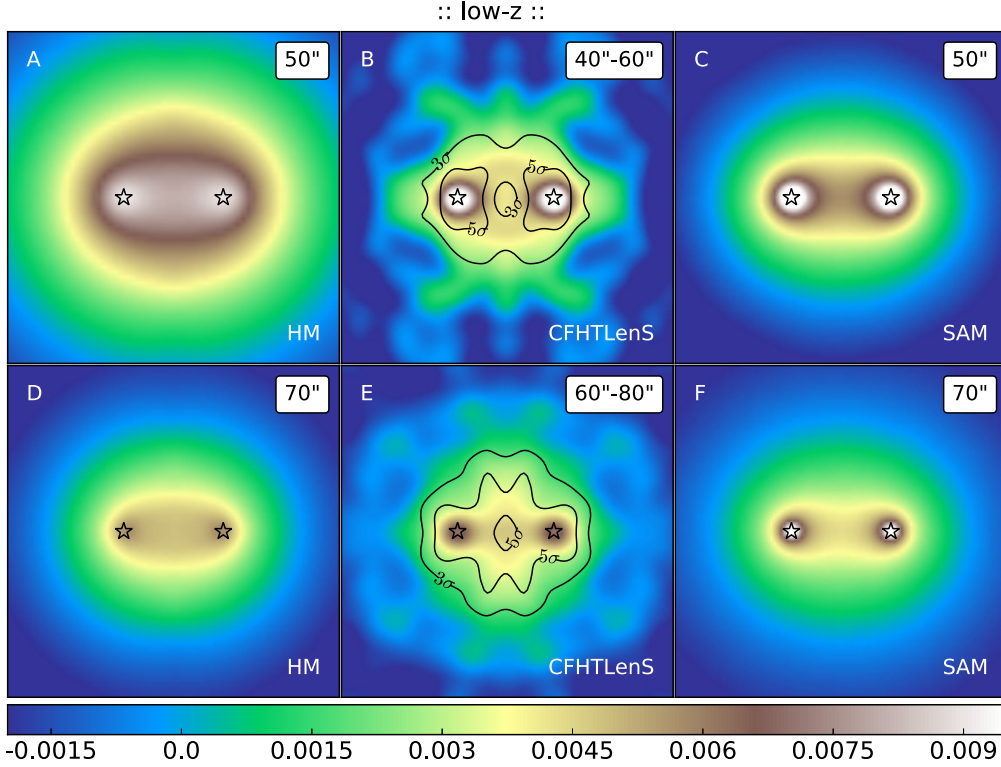 :: low-z ::
A
50"
HM
B
40"-60"
3σ
5σ
3σ
5σ
CFHTLenS
C
50"
SAM
D
70"
HM
E
60"-80"
5σ
5σ
3σ
CFHTLenS
F
70"
SAM
-0.0015 0.0 0.0015 0.003 0.0045 0.006 0.0075 0.009